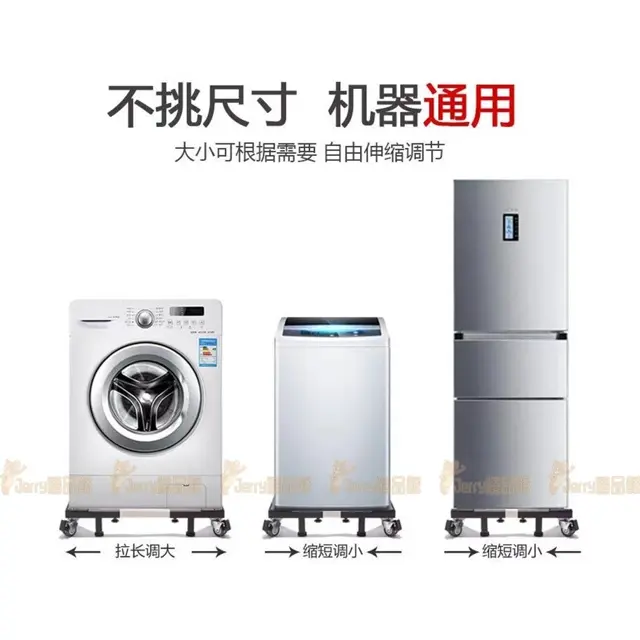 不挑尺寸 机器通用
大小可根据需要 自由伸缩调节
拉长调大
缩短调小
缩短调小